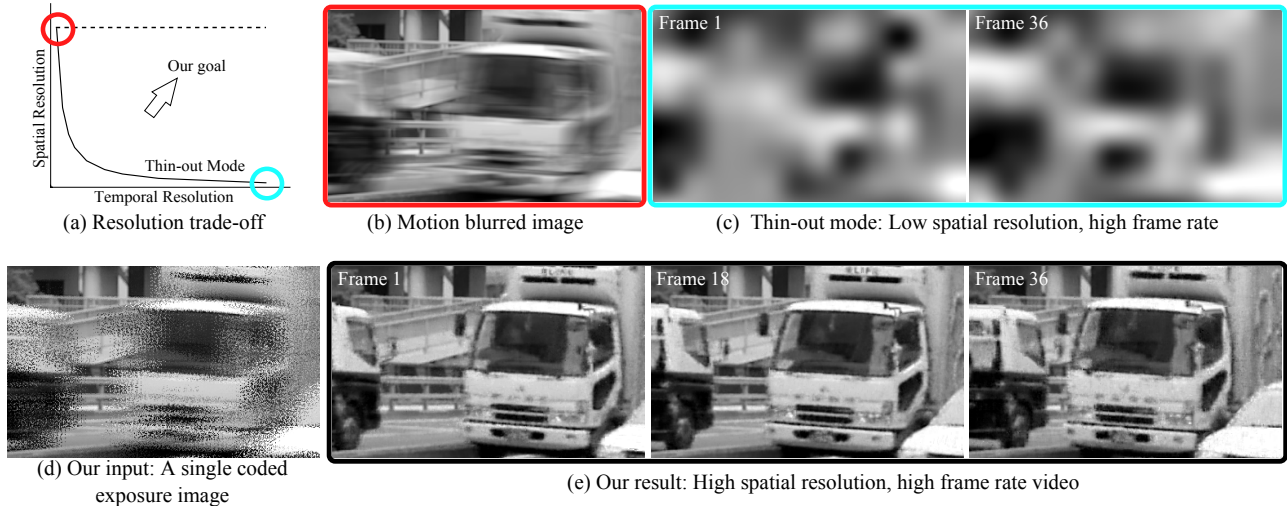 Spatial Resolution
Our goal
Thin-out Mode
Temporal Resolution
(a) Resolution trade-off
(b) Motion blurred image
Frame 1
Frame 36
(c) Thin-out mode: Low spatial resolution, high frame rate
(d) Our input: A single coded
exposure image
Frame 1
Frame 18
Frame 36
(e) Our result: High spatial resolution, high frame rate video